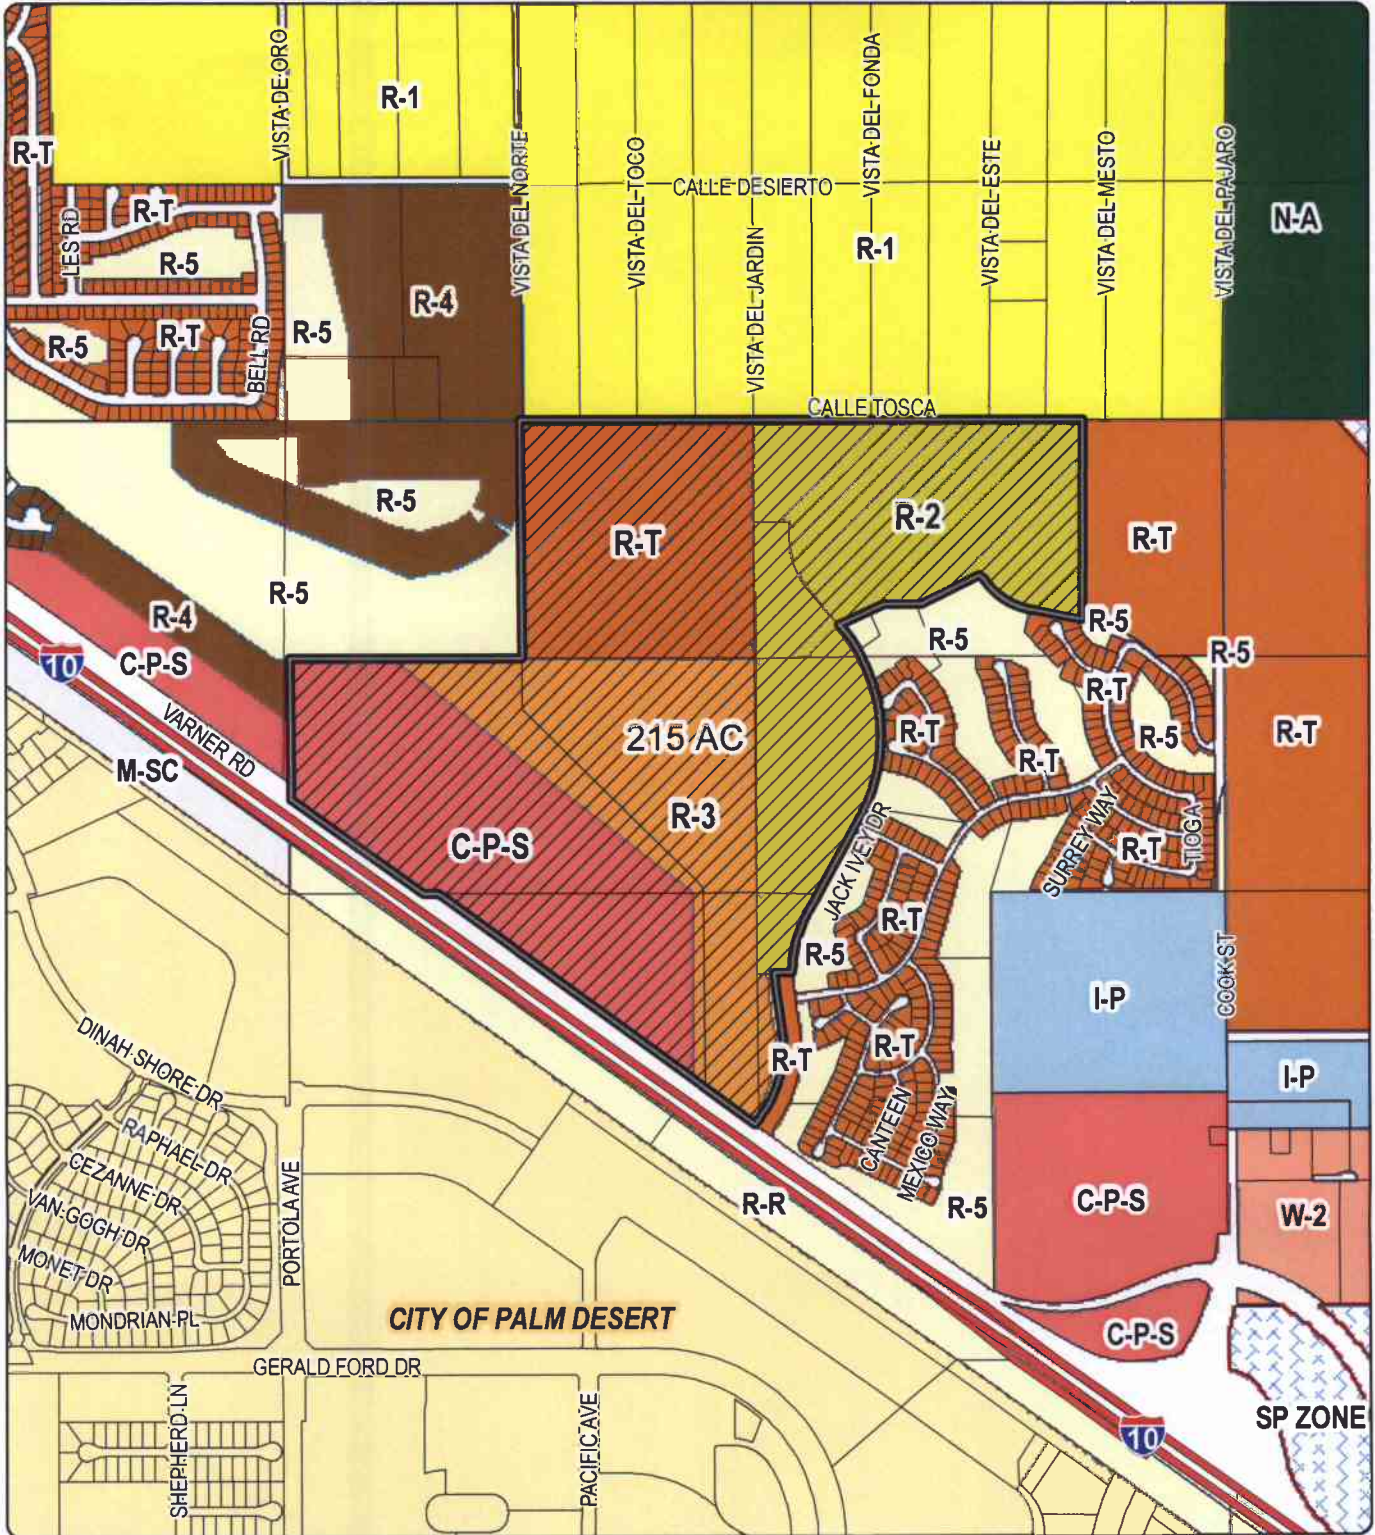 VISTA DE ORO
R-1
VISTA DEL FONDA
R-T
VISTA DEL NORTE
VISTA DEL TOCO
VISTA DEL ESTE
VISTA DEL MESTO
VISTA DEL PAJARO
CALLE DESIERTO
R-T
LES RD
N-A
R-1
R-5
VISTA DEL JARDIN
R-4
R-5
R-T
R-5
BELL RD
CALLE TOSCA
R-5
R-2
R-T
R-T
R-5
R-4
R-5
R-5
R-5
10
C-P-S
R-T
VARNER RD
R-T
R-T
215 AC
R-5
R-T
M-SC
R-3
C-P-S
JACK IVEY DR
SURREY WAY
TIOGA
R-T
R-T
R-5
COOK ST
I-P
DINAH SHORE DR
R-T
R-T
I-P
RAPHAEL DR
CANTEEN
MEXICO WAY
CEZANNE DR
PORTOLA AVE
VAN GOGH DR
R-R
R-5
C-P-S
W-2
MONET DR
MONDRIAN PL
CITY OF PALM DESERT
C-P-S
GERALD FORD DR
SHEPHERD LN
PACIFIC AVE
SP ZONE
10